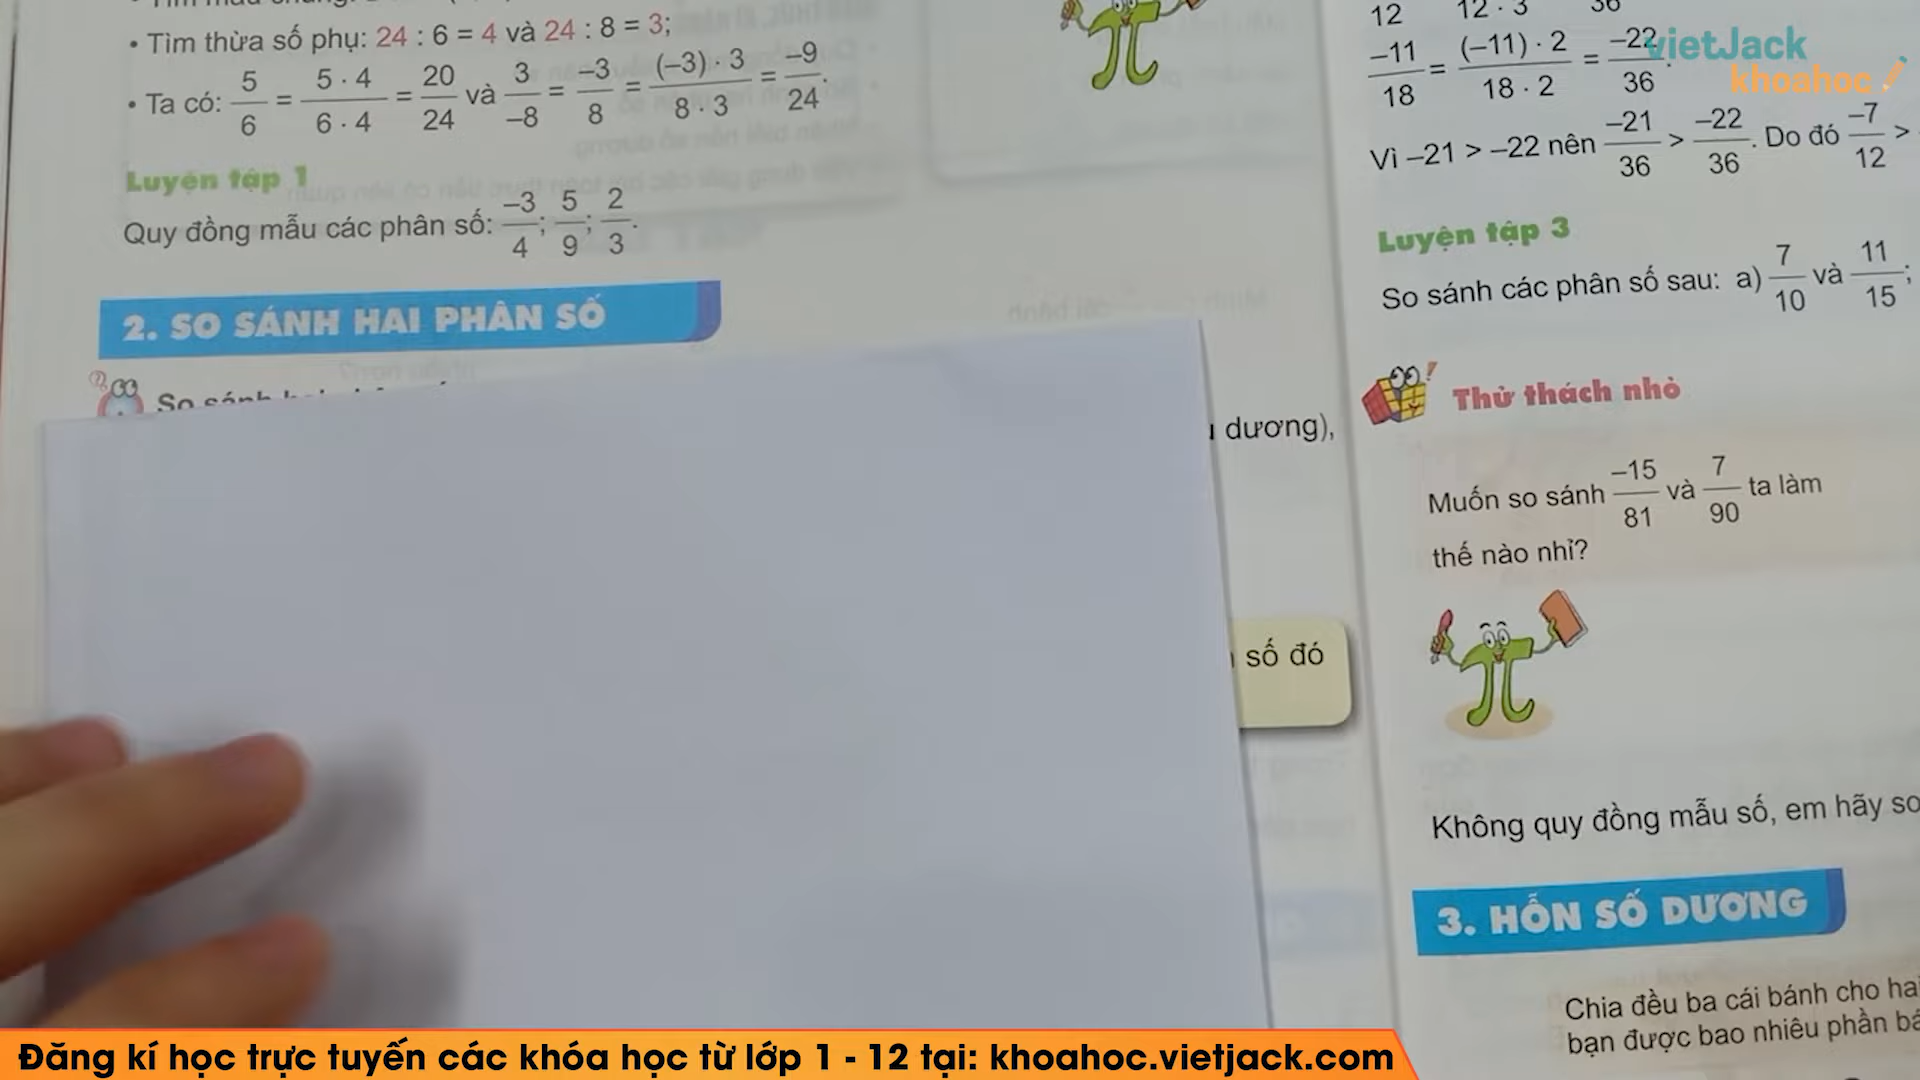 • Tìm thừa số phụ: 24 : 6 = 4 và 24 : 8 = 3;
• Ta có: 5/6 = 5 · 4/6 · 4 = 20/24 và 3/–8 = –3/8 = (–3) · 3/8 · 3 = –9/24.
Luyện tập 1
Quy đồng mẫu các phân số: –3/4; 5/9; 2/3.
2. SO SÁNH HAI PHÂN SỐ
So sánh
dương),
số đó
12 12 · 3 36
–11/18 = (–11) · 2/18 · 2 = –22/36.
Vì –21 > –22 nên –21/36 > –22/36. Do đó –7/12 >
Luyện tập 3
So sánh các phân số sau: a) 7/10 và 11/15;
Thử thách nhỏ
Muốn so sánh –15/81 và 7/90 ta làm
thế nào nhỉ?
Không quy đồng mẫu số, em hãy so
3. HỖN SỐ DƯƠNG
Chia đều ba cái bánh cho hai
bạn được bao nhiêu phần bá
vietJack
khoahoc
Đăng kí học trực tuyến các khóa học từ lớp 1 - 12 tại: khoahoc.vietjack.com